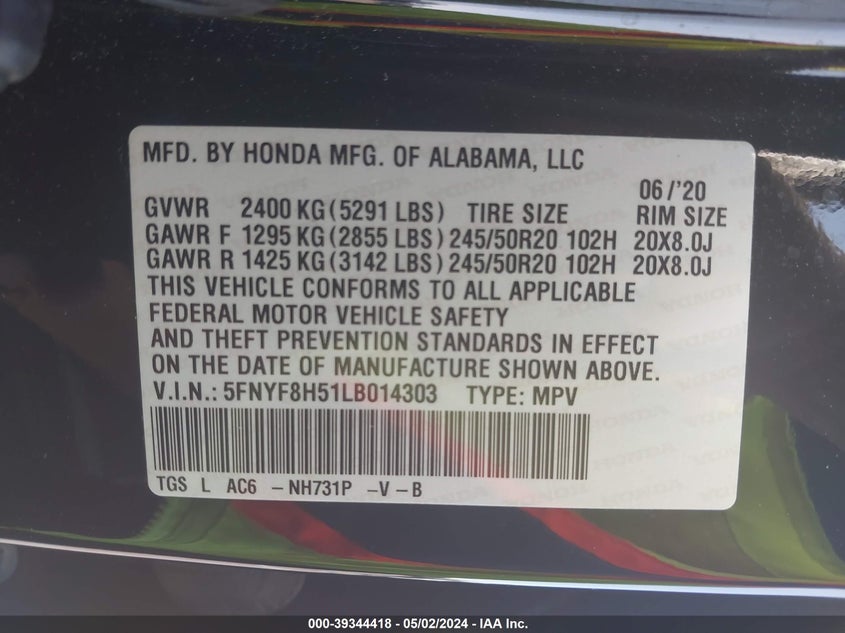 MFD. BY HONDA MFG. OF ALABAMA, LLC
06/'20
GVWR 2400 KG (5291 LBS) TIRE SIZE RIM SIZE
GAWR F 1295 KG (2855 LBS) 245/50R20 102H 20X8.0J
GAWR R 1425 KG (3142 LBS) 245/50R20 102H 20X8.0J
THIS VEHICLE CONFORMS TO ALL APPLICABLE
FEDERAL MOTOR VEHICLE SAFETY
AND THEFT PREVENTION STANDARDS IN EFFECT
ON THE DATE OF MANUFACTURE SHOWN ABOVE.
V.I.N.: 5FNYF8H51LB014303 TYPE: MPV
TGS L AC6 -NH731P -V-B
000-39344418 - 05/02/2024 - IAA Inc.